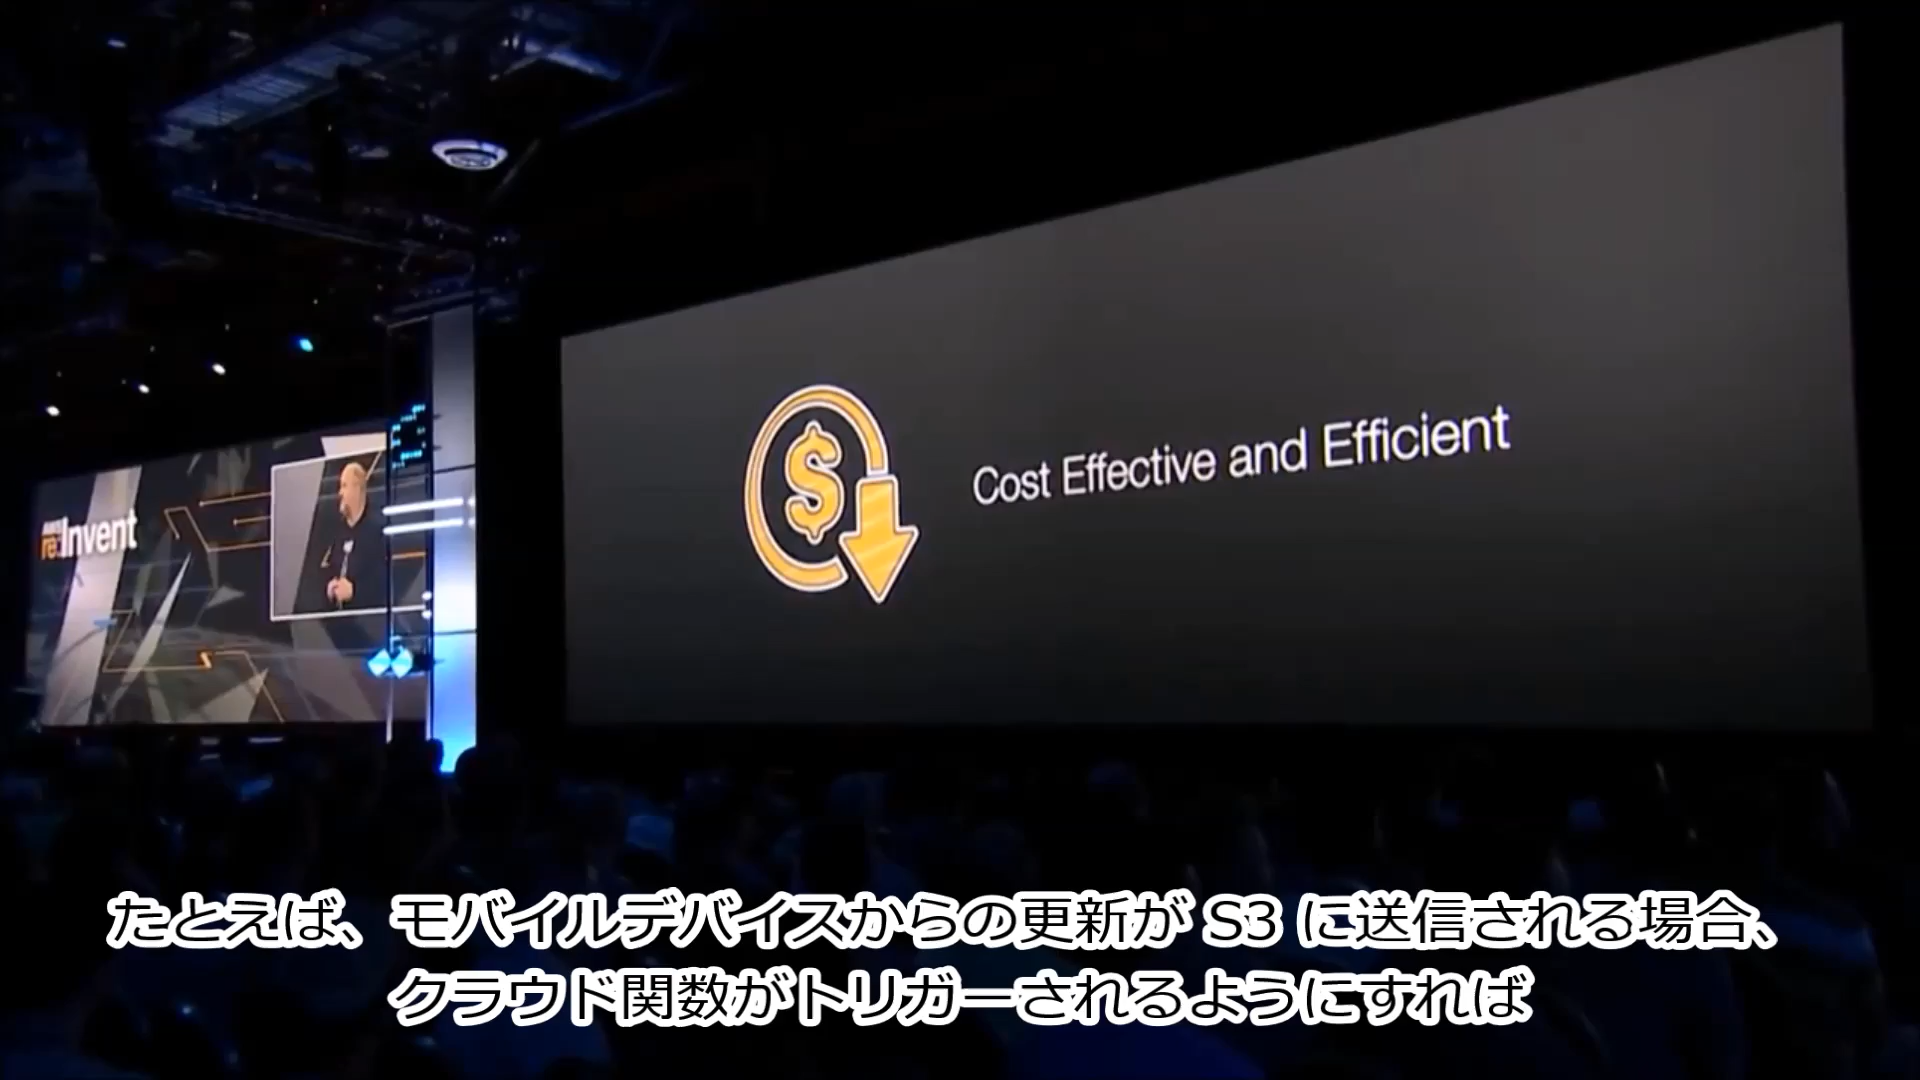 AWS
re:Invent
Cost Effective and Efficient
たとえば、モバイルデバイスからの更新が S3 に送信される場合、
クラウド関数がトリガーされるようにすれば